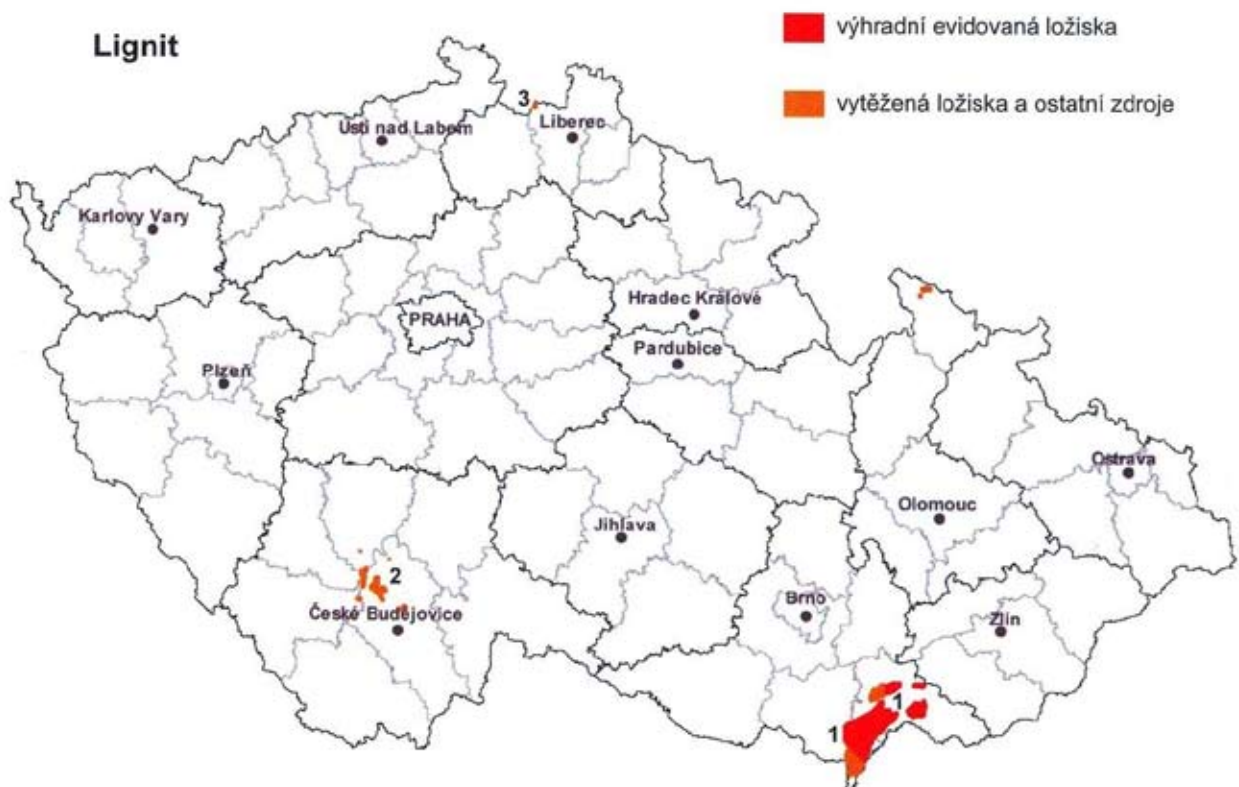 Lignit
výhradní evidovaná ložiska
vytěžená ložiska a ostatní zdroje
3
Liberec
Ústí nad Labem
Karlovy Vary
Hradec Králové
PRAHA
Pardubice
Plzeň
Ostrava
Olomouc
Jihlava
2
České Budějovice
Brno
Zlín
1
1